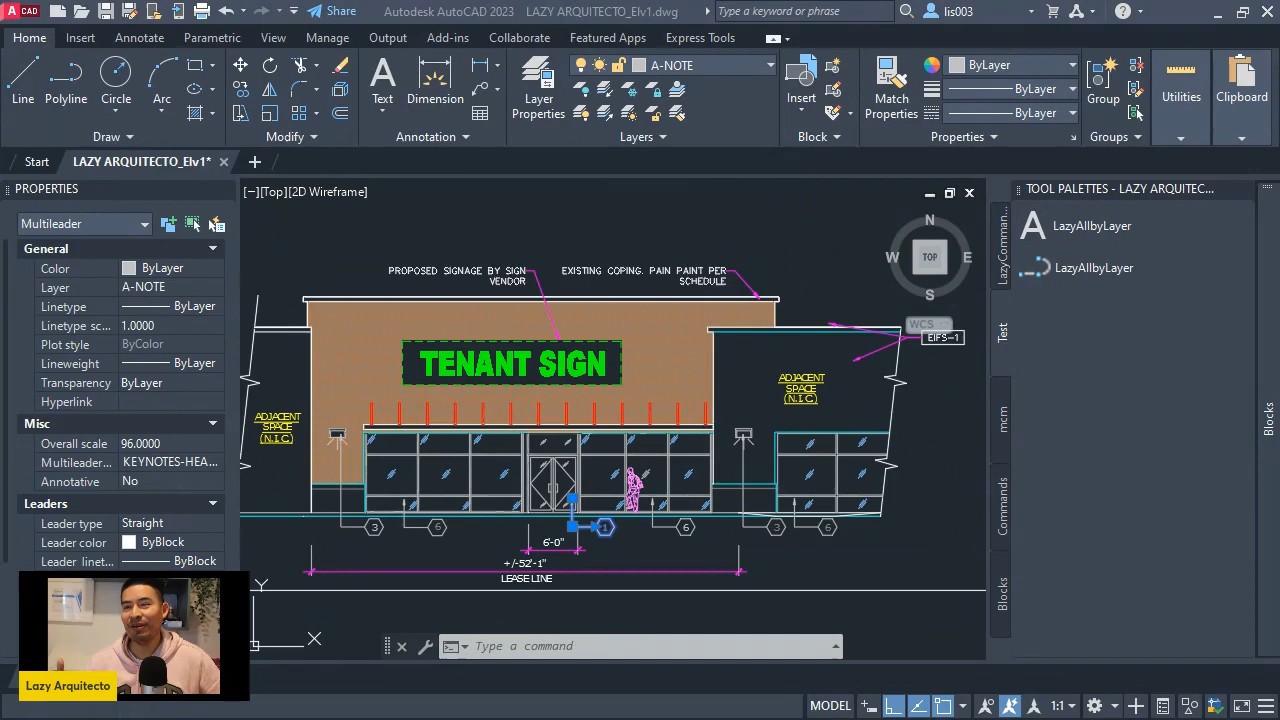 CAD
Share
Autodesk AutoCAD 2023
LAZY ARQUITECTO_Elv1.dwg
Type a keyword or phrase
lis003
Home
Insert
Annotate
Parametric
View
Manage
Output
Add-ins
Collaborate
Featured Apps
Express Tools
Line
Polyline
Circle
Arc
Text
Dimension
Layer
Properties
A-NOTE
Insert
Match
Properties
ByLayer
ByLayer
ByLayer
Group
Utilities
Clipboard
Draw
Modify
Annotation
Layers
Block
Properties
Groups
Start
LAZY ARQUITECTO_Elv1*
PROPERTIES
Multileader
General
Color ByLayer
Layer A-NOTE
Linetype ByLayer
Linetype sc... 1.0000
Plot style ByColor
Lineweight ByLayer
Transparency ByLayer
Hyperlink
Misc
Overall scale 96.0000
Multileader... KEYNOTES-HEA...
Annotative No
Leaders
Leader type Straight
Leader color ByBlock
Leader linet... ByBlock
[−][Top][2D Wireframe]
PROPOSED SIGNAGE BY SIGN
VENDOR
EXISTING COPING. PAIN PAINT PER
SCHEDULE
N
W
TOP
E
S
WCS
EIFS-1
TENANT SIGN
ADJACENT
SPACE
(N.I.C.)
ADJACENT
SPACE
(N.I.C.)
3
6
1
6
3
6
6'-0"
+/-52'-1"
LEASE LINE
Y
X
Type a command
TOOL PALETTES - LAZY ARQUITEC...
LazyAllbyLayer
LazyAllbyLayer
LazyComman...
Test
mcm
Commands
Blocks
Blocks
Lazy Arquitecto
MODEL
1:1